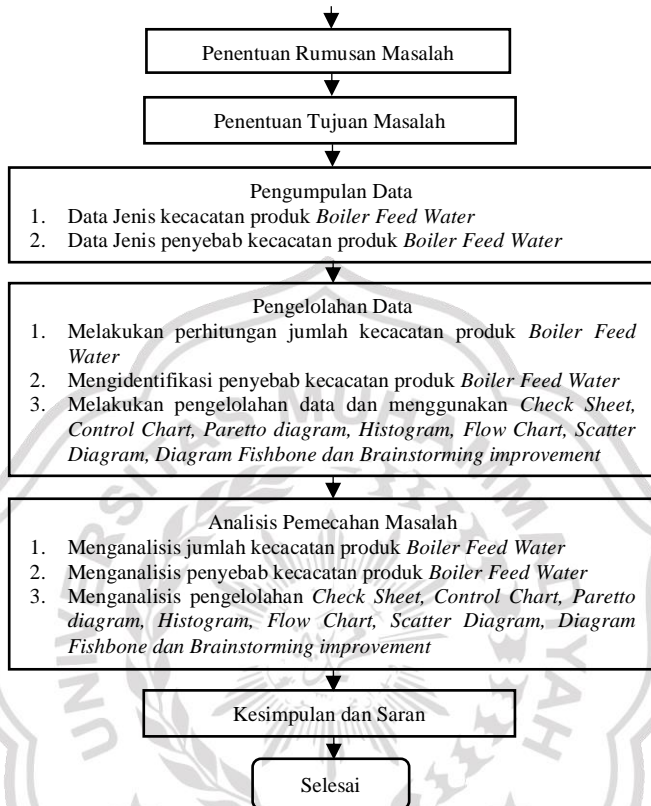 Penentuan Rumusan Masalah
Penentuan Tujuan Masalah
Pengumpulan Data
1. Data Jenis kecacatan produk Boiler Feed Water
2. Data Jenis penyebab kecacatan produk Boiler Feed Water
Pengelolahan Data
1. Melakukan perhitungan jumlah kecacatan produk Boiler Feed
Water
2. Mengidentifikasi penyebab kecacatan produk Boiler Feed Water
3. Melakukan pengelolahan data dan menggunakan Check Sheet,
Control Chart, Paretto diagram, Histogram, Flow Chart, Scatter
Diagram, Diagram Fishbone dan Brainstorming improvement
Analisis Pemecahan Masalah
1. Menganalisis jumlah kecacatan produk Boiler Feed Water
2. Menganalisis penyebab kecacatan produk Boiler Feed Water
3. Menganalisis pengelolahan Check Sheet, Control Chart, Paretto
diagram, Histogram, Flow Chart, Scatter Diagram, Diagram
Fishbone dan Brainstorming improvement
Kesimpulan dan Saran
Selesai